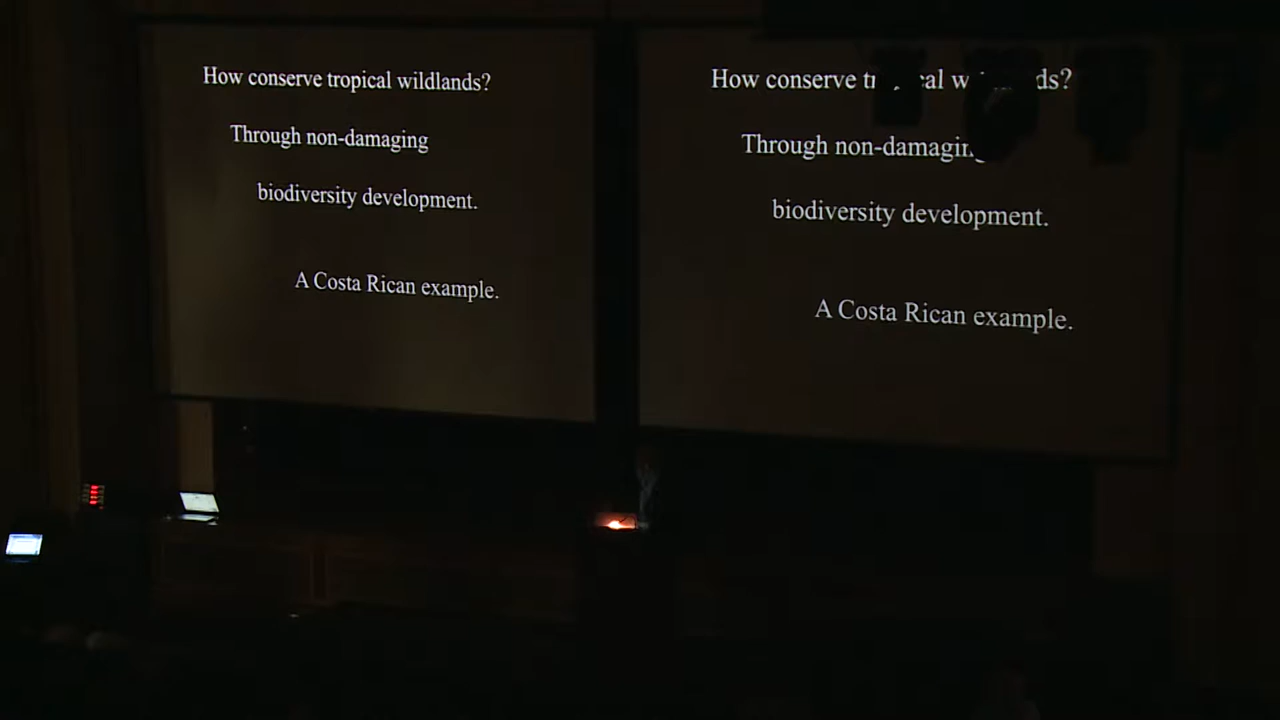 How conserve tropical wildlands?
Through non-damaging
biodiversity development.
A Costa Rican example.
How conserve
ds?
Through
biodiversity development.
A Costa Rican example.